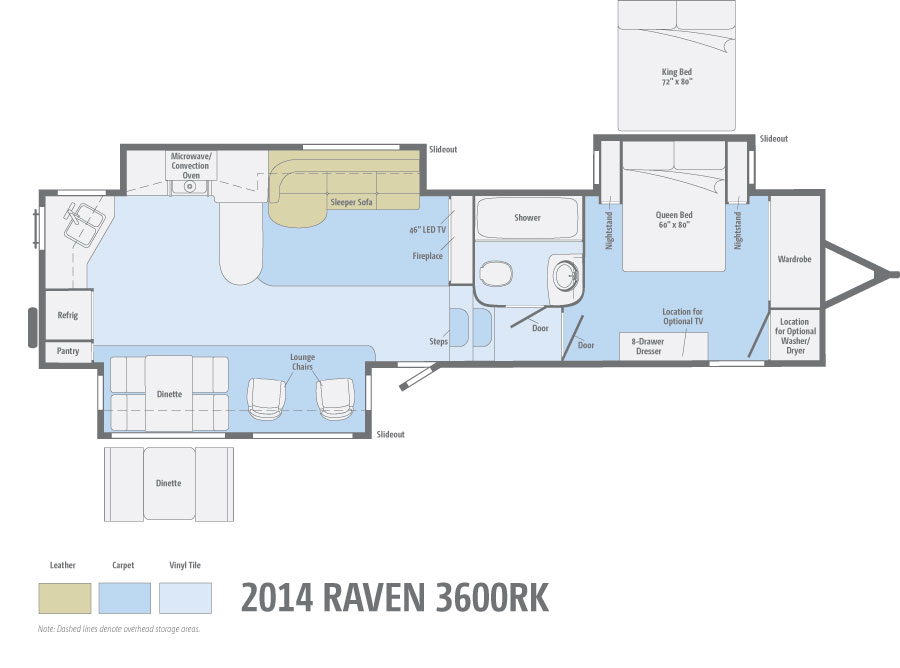 King Bed
72" x 80"
Slideout
Slideout
Microwave/
Convection
Oven
Sleeper Sofa
46" LED TV
Fireplace
Shower
Nightstand
Queen Bed
60" x 80"
Nightstand
Wardrobe
Refrig
Pantry
Steps
Door
Door
Location for
Optional TV
8-Drawer
Dresser
Location
for Optional
Washer/
Dryer
Lounge
Chairs
Dinette
Slideout
Dinette
Leather
Carpet
Vinyl Tile
2014 RAVEN 3600RK
Note: Dashed lines denote overhead storage areas.